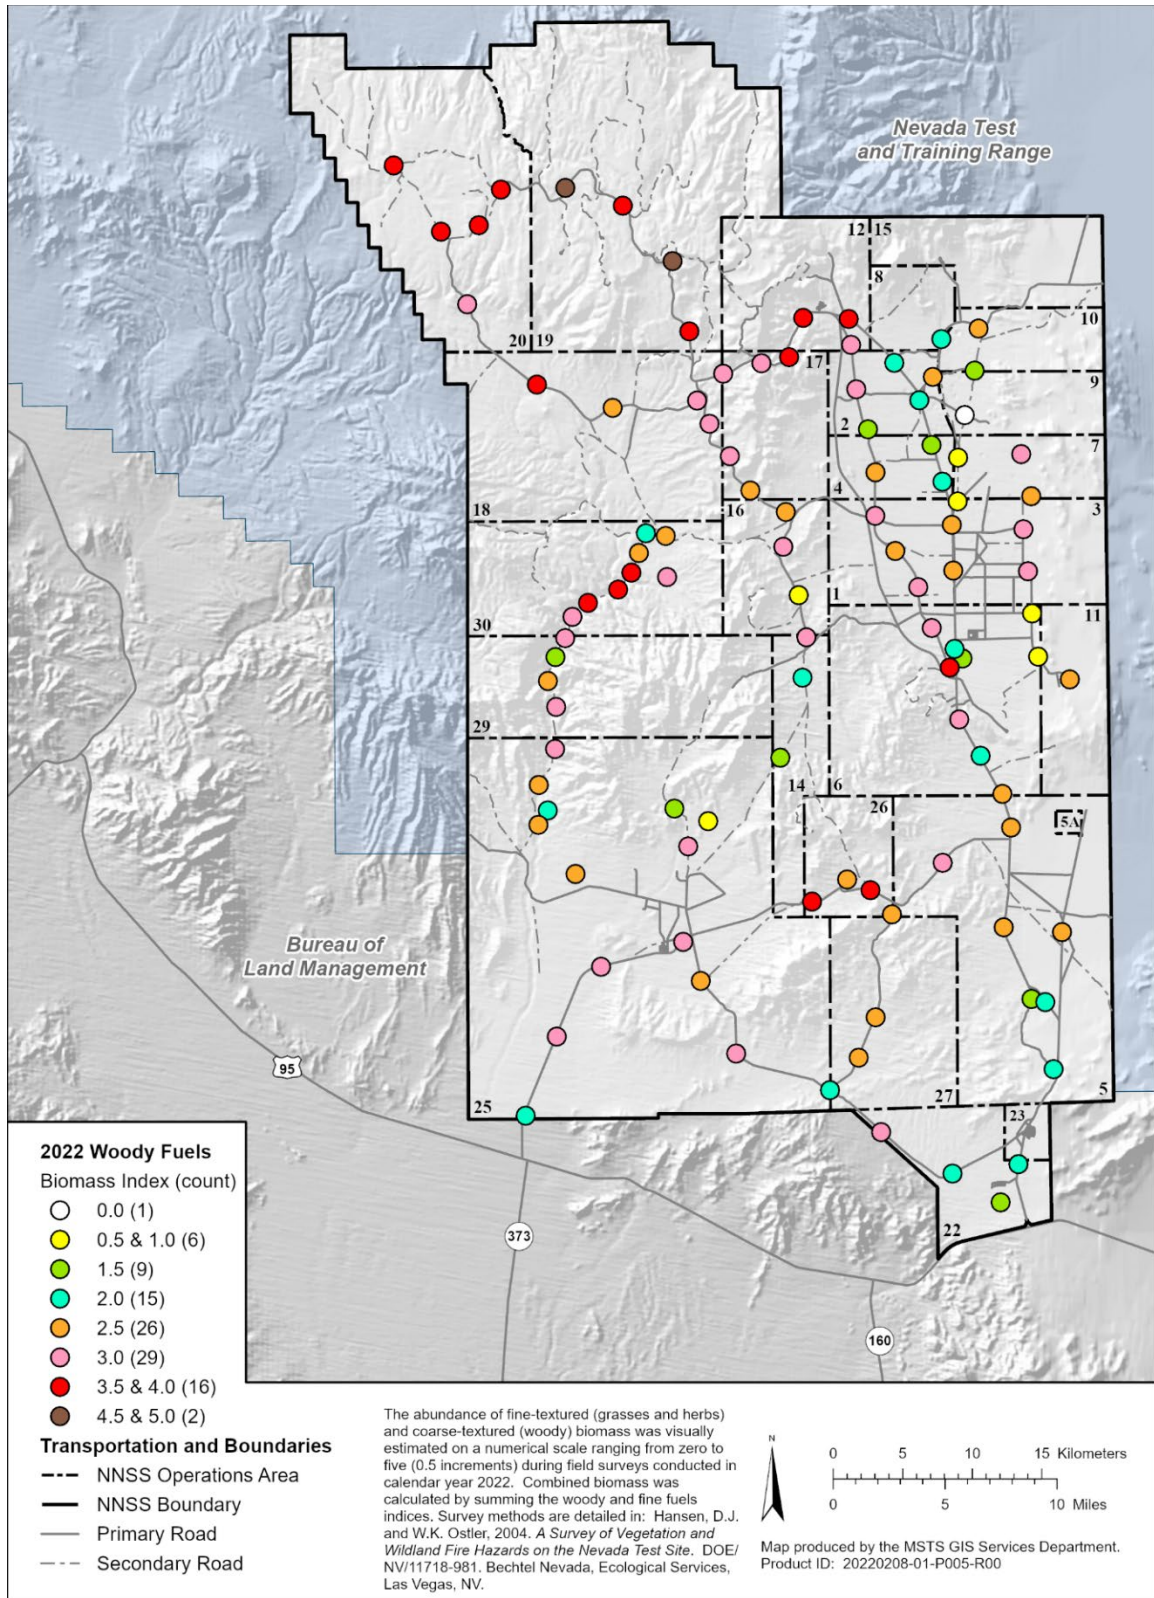 Nevada Test
and Training Range
12
15
8
10
20
19
17
9
2
7
4
16
3
18
1
11
30
29
14
6
26
5A
Bureau of
Land Management
95
25
27
5
23
22
373
160
2022 Woody Fuels
Biomass Index (count)
0.0 (1)
0.5 & 1.0 (6)
1.5 (9)
2.0 (15)
2.5 (26)
3.0 (29)
3.5 & 4.0 (16)
4.5 & 5.0 (2)
Transportation and Boundaries
NNSS Operations Area
NNSS Boundary
Primary Road
Secondary Road
The abundance of fine-textured (grasses and herbs)
and coarse-textured (woody) biomass was visually
estimated on a numerical scale ranging from zero to
five (0.5 increments) during field surveys conducted in
calendar year 2022. Combined biomass was
calculated by summing the woody and fine fuels
indices. Survey methods are detailed in: Hansen, D.J.
and W.K. Ostler, 2004. A Survey of Vegetation and
Wildland Fire Hazards on the Nevada Test Site. DOE/
NV/11718-981. Bechtel Nevada, Ecological Services,
Las Vegas, NV.
N
0 5 10 15 Kilometers
0 5 10 Miles
Map produced by the MSTS GIS Services Department.
Product ID: 20220208-01-P005-R00